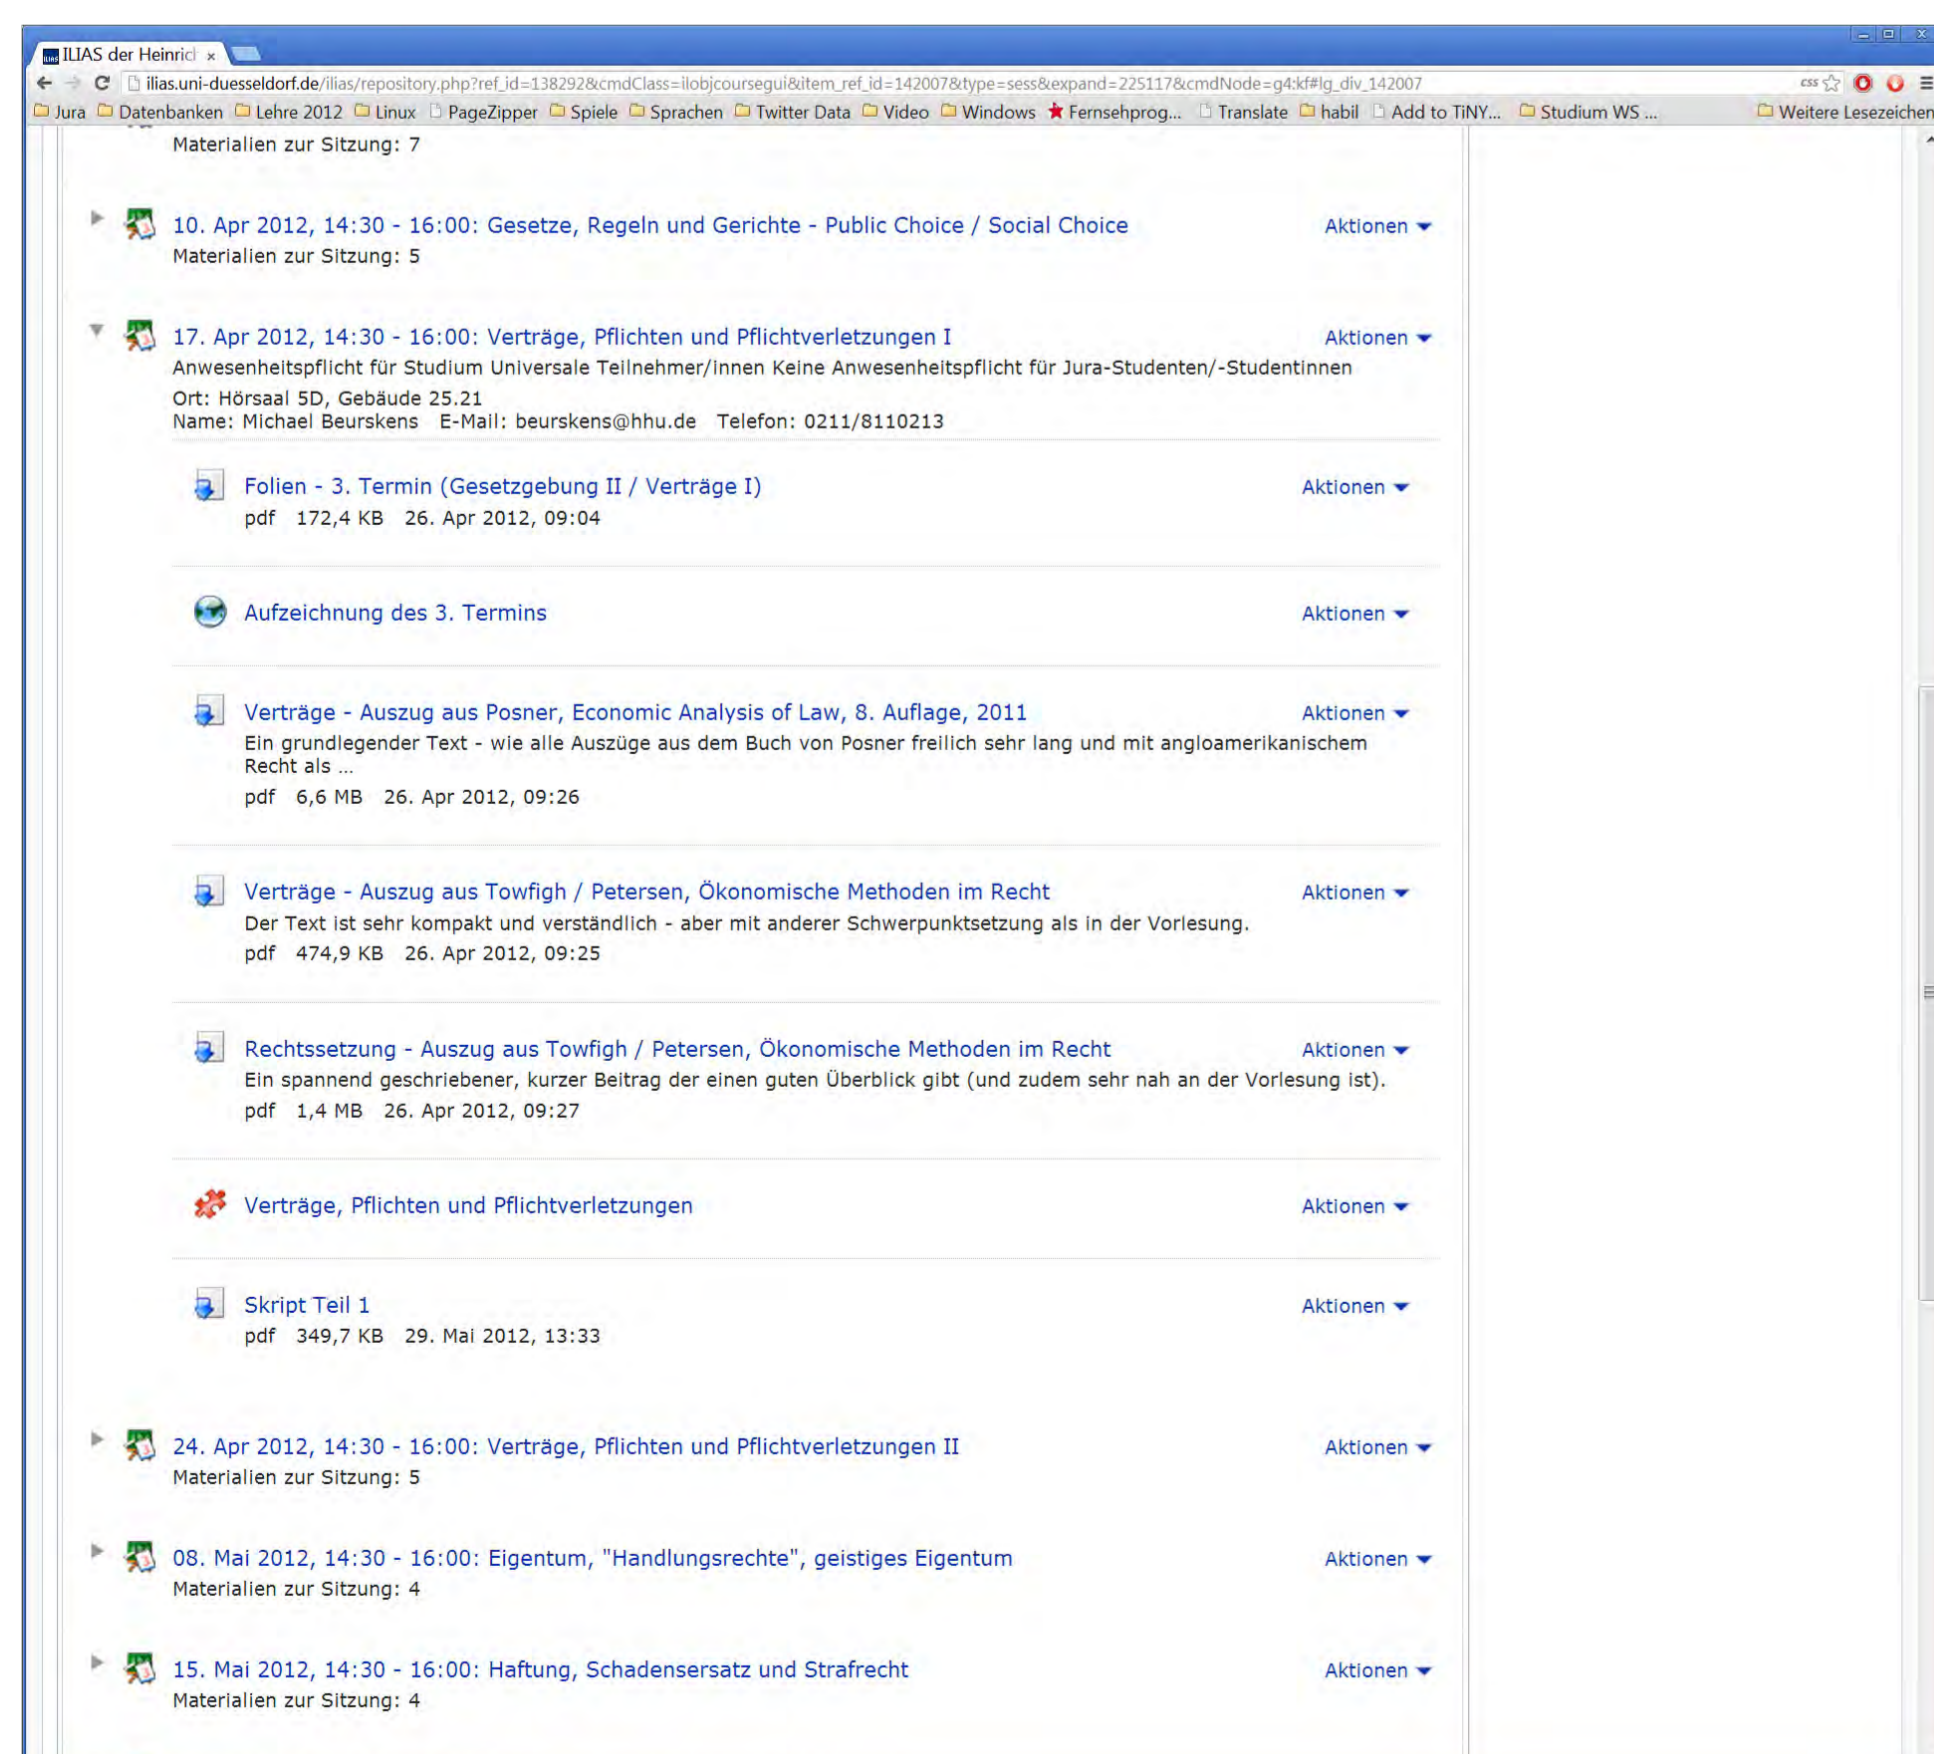 ILIAS der Heinrich
ilias.uni-duesseldorf.de/ilias/repository.php?ref_id=138292&cmdClass=ilobjcoursegui&item_ref_id=142007&type=sess&expand=225117&cmdNode=g4:kf#lg_div_142007 css
Jura Datenbanken Lehre 2012 Linux PageZipper Spiele Sprachen Twitter Data Video Windows Fernsehprog... Translate habil Add to TiNY... Studium WS ... Weitere Lesezeichen
Materialien zur Sitzung: 7
10. Apr 2012, 14:30 - 16:00: Gesetze, Regeln und Gerichte - Public Choice / Social Choice Aktionen
Materialien zur Sitzung: 5
17. Apr 2012, 14:30 - 16:00: Verträge, Pflichten und Pflichtverletzungen I Aktionen
Anwesenheitspflicht für Studium Universale Teilnehmer/innen Keine Anwesenheitspflicht für Jura-Studenten/-Studentinnen
Ort: Hörsaal 5D, Gebäude 25.21
Name: Michael Beurskens E-Mail: beurskens@hhu.de Telefon: 0211/8110213
Folien - 3. Termin (Gesetzgebung II / Verträge I) Aktionen
pdf 172,4 KB 26. Apr 2012, 09:04
Aufzeichnung des 3. Termins Aktionen
Verträge - Auszug aus Posner, Economic Analysis of Law, 8. Auflage, 2011 Aktionen
Ein grundlegender Text - wie alle Auszüge aus dem Buch von Posner freilich sehr lang und mit angloamerikanischem
Recht als ...
pdf 6,6 MB 26. Apr 2012, 09:26
Verträge - Auszug aus Towfigh / Petersen, Ökonomische Methoden im Recht Aktionen
Der Text ist sehr kompakt und verständlich - aber mit anderer Schwerpunktsetzung als in der Vorlesung.
pdf 474,9 KB 26. Apr 2012, 09:25
Rechtssetzung - Auszug aus Towfigh / Petersen, Ökonomische Methoden im Recht Aktionen
Ein spannend geschriebener, kurzer Beitrag der einen guten Überblick gibt (und zudem sehr nah an der Vorlesung ist).
pdf 1,4 MB 26. Apr 2012, 09:27
Verträge, Pflichten und Pflichtverletzungen Aktionen
Skript Teil 1 Aktionen
pdf 349,7 KB 29. Mai 2012, 13:33
24. Apr 2012, 14:30 - 16:00: Verträge, Pflichten und Pflichtverletzungen II Aktionen
Materialien zur Sitzung: 5
08. Mai 2012, 14:30 - 16:00: Eigentum, "Handlungsrechte", geistiges Eigentum Aktionen
Materialien zur Sitzung: 4
15. Mai 2012, 14:30 - 16:00: Haftung, Schadensersatz und Strafrecht Aktionen
Materialien zur Sitzung: 4